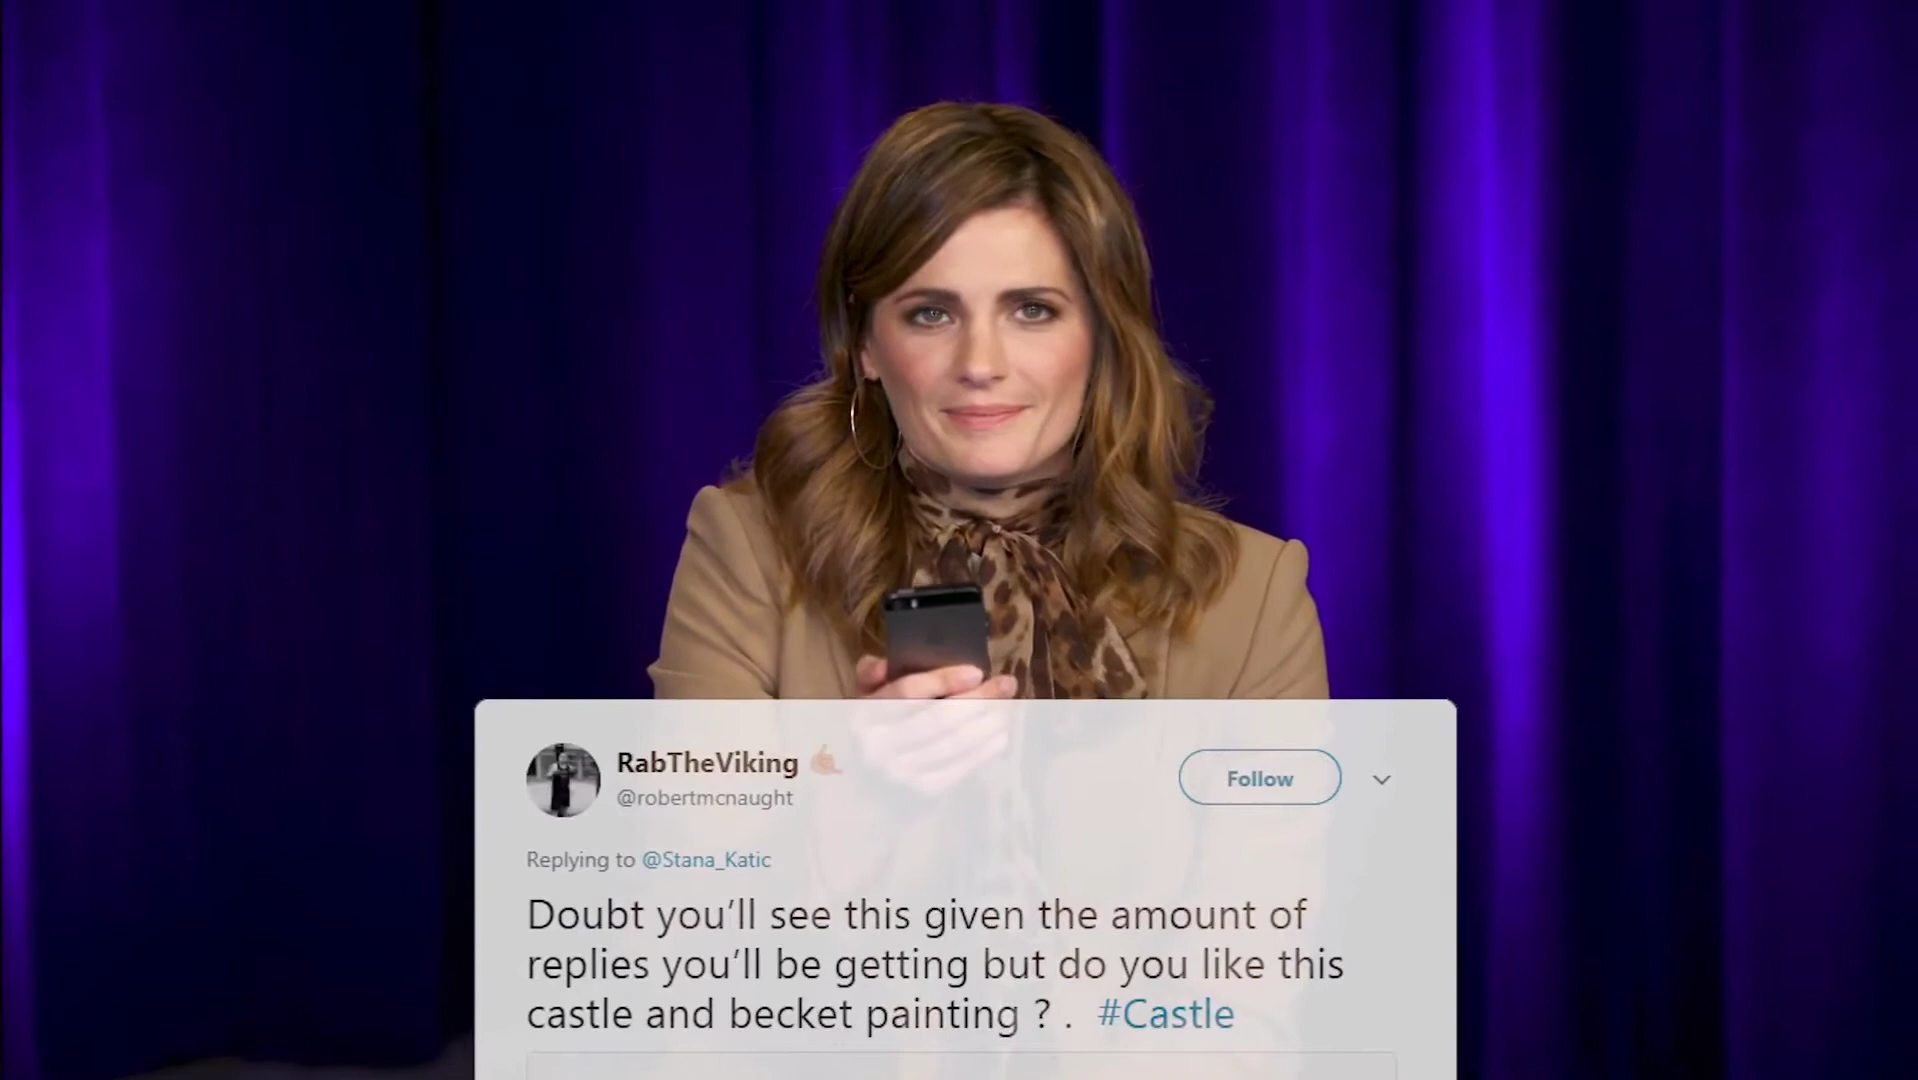 RabTheViking
@robertmcnaught
Follow
Replying to @Stana_Katic
Doubt you'll see this given the amount of
replies you'll be getting but do you like this
castle and becket painting ? . #Castle